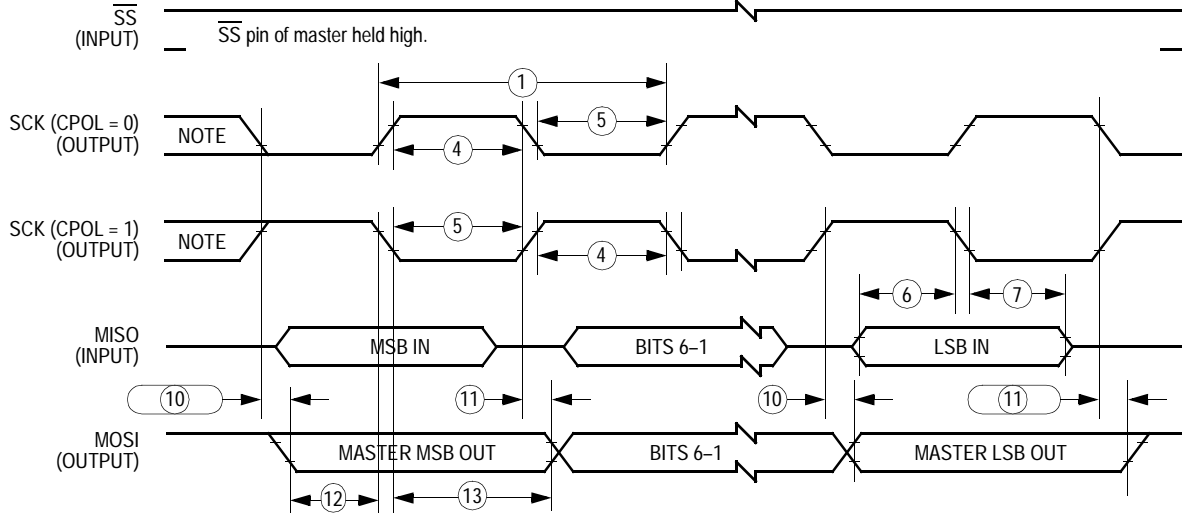 SS
(INPUT)
SS pin of master held high.
1
SCK (CPOL = 0)
(OUTPUT)
NOTE
5
4
SCK (CPOL = 1)
(OUTPUT)
NOTE
5
4
6
7
MISO
(INPUT)
MSB IN
BITS 6–1
LSB IN
10
11
10
11
MOSI
(OUTPUT)
MASTER MSB OUT
BITS 6–1
MASTER LSB OUT
12
13